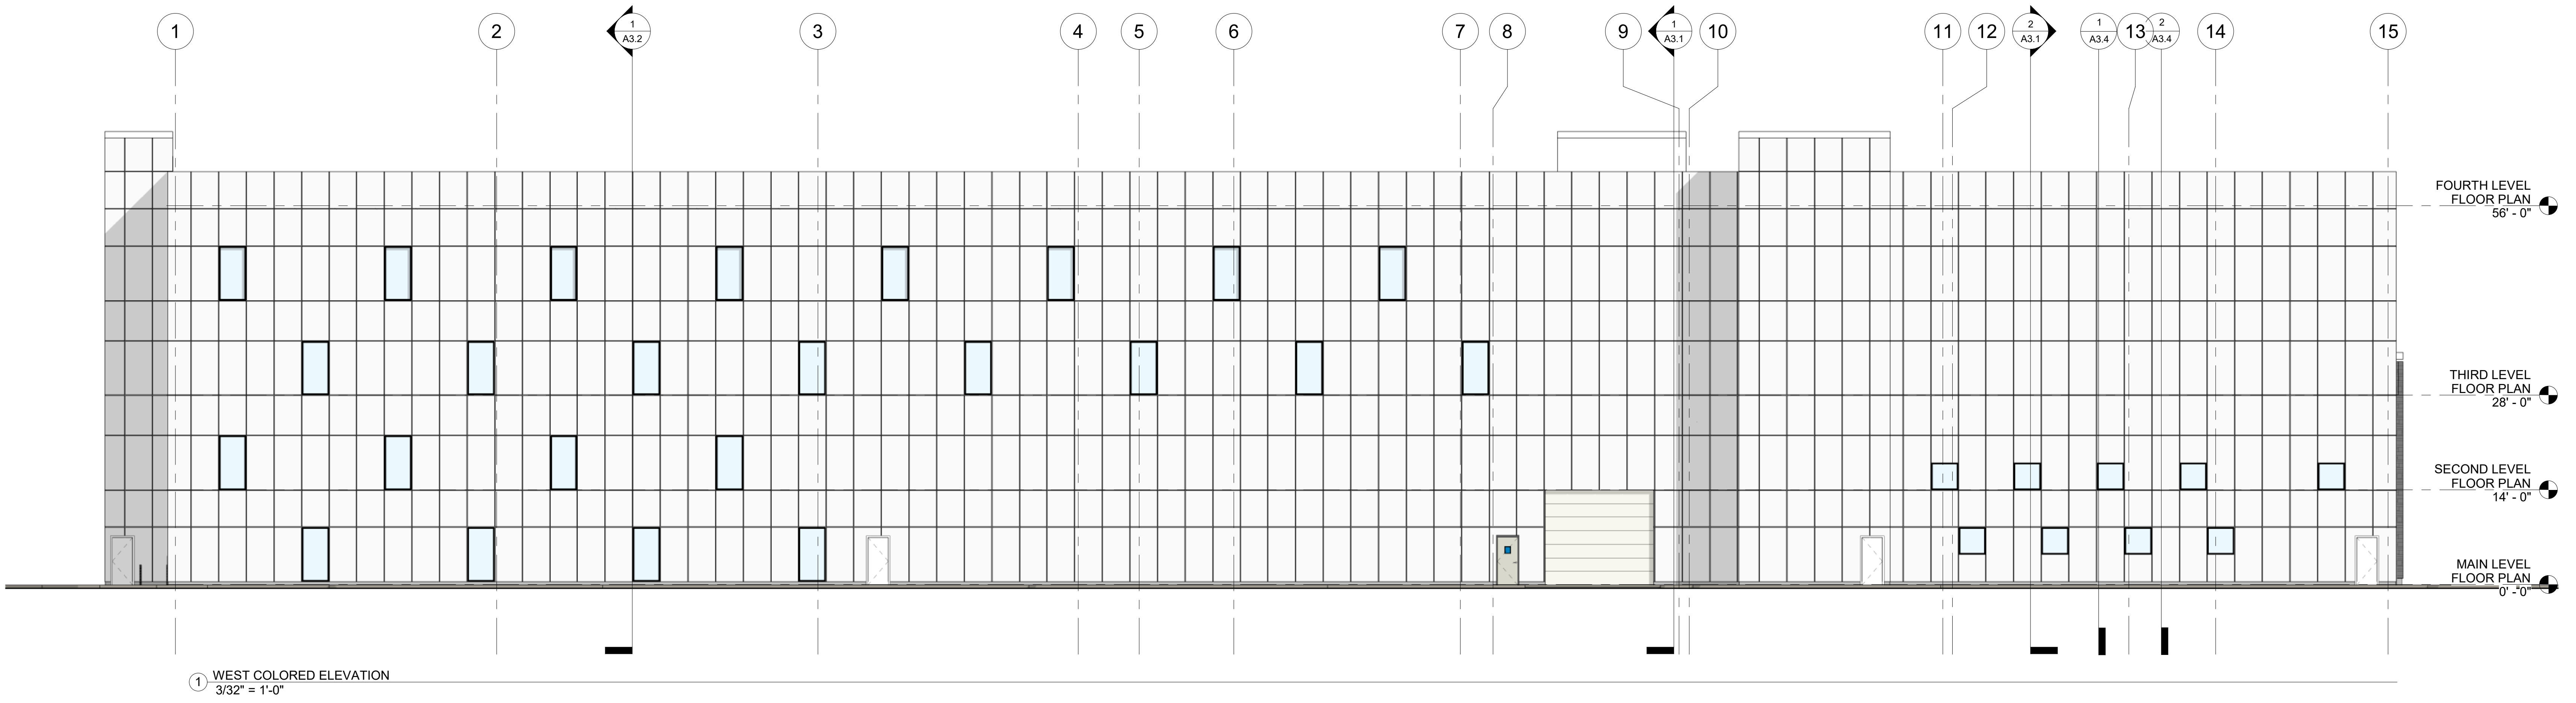 1
2
1
A3.2
3
4
5
6
7
8
9
1
A3.1
10
11
12
2
A3.1
1
A3.4
13
2
A3.4
14
15
FOURTH LEVEL
FLOOR PLAN
56' - 0"
THIRD LEVEL
FLOOR PLAN
28' - 0"
SECOND LEVEL
FLOOR PLAN
14' - 0"
MAIN LEVEL
FLOOR PLAN
0' - 0"
1
WEST COLORED ELEVATION
3/32" = 1'-0"